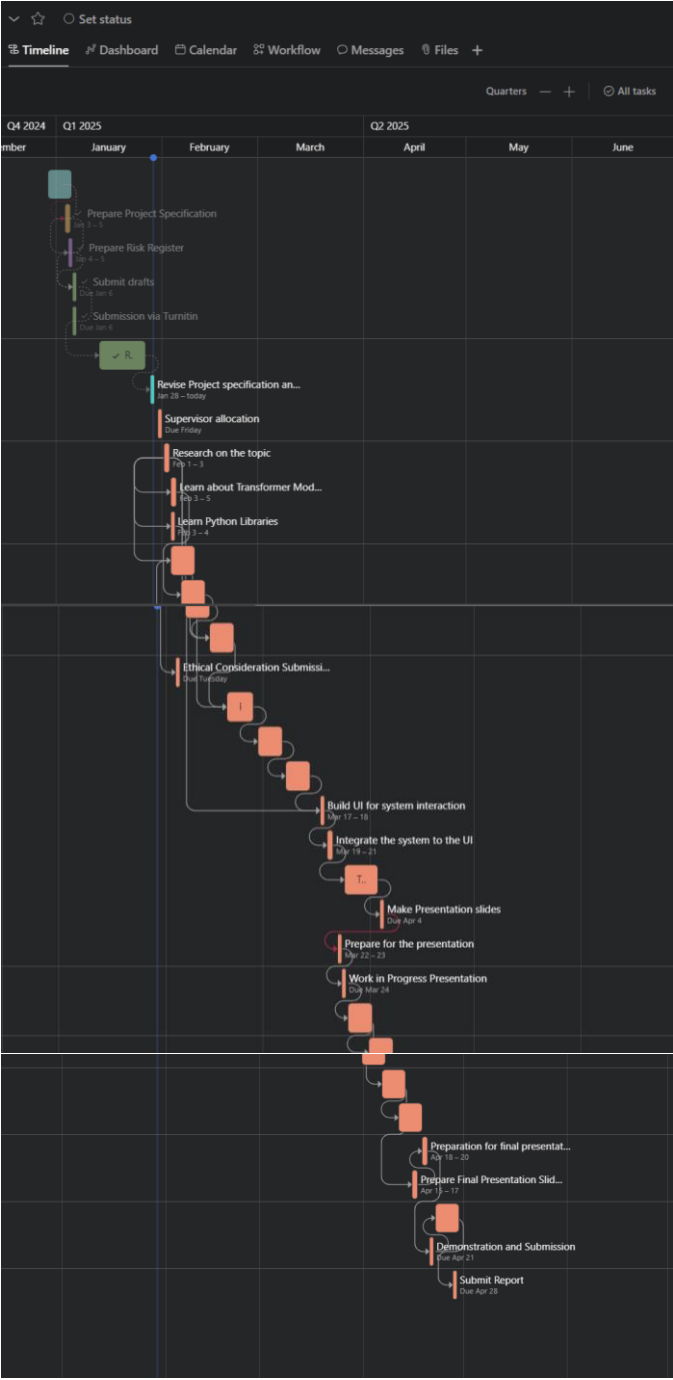 Set status
Timeline
Dashboard
Calendar
Workflow
Messages
Files
Quarters
All tasks
Q4 2024
Q1 2025
Q2 2025
mber
January
February
March
April
May
June
Prepare Project Specification
Jan 3 – 5
Prepare Risk Register
Jan 4 – 5
Submit drafts
Due Jan 6
Submission via Turnitin
Due Jan 6
R.
Revise Project specification an...
Jan 28 – today
Supervisor allocation
Due Friday
Research on the topic
Feb 1 – 3
Learn about Transformer Mod...
Feb 3 – 5
Learn Python Libraries
Feb 3 – 4
Ethical Consideration Submissi...
Due Tuesday
I
Build UI for system interaction
Mar 17 – 18
Integrate the system to the UI
Mar 19 – 21
T..
Make Presentation slides
Due Apr 4
Prepare for the presentation
Mar 22 – 23
Work in Progress Presentation
Due Mar 24
Preparation for final presentat...
Apr 18 – 20
Prepare Final Presentation Slid...
Apr 15 – 17
Demonstration and Submission
Due Apr 21
Submit Report
Due Apr 28